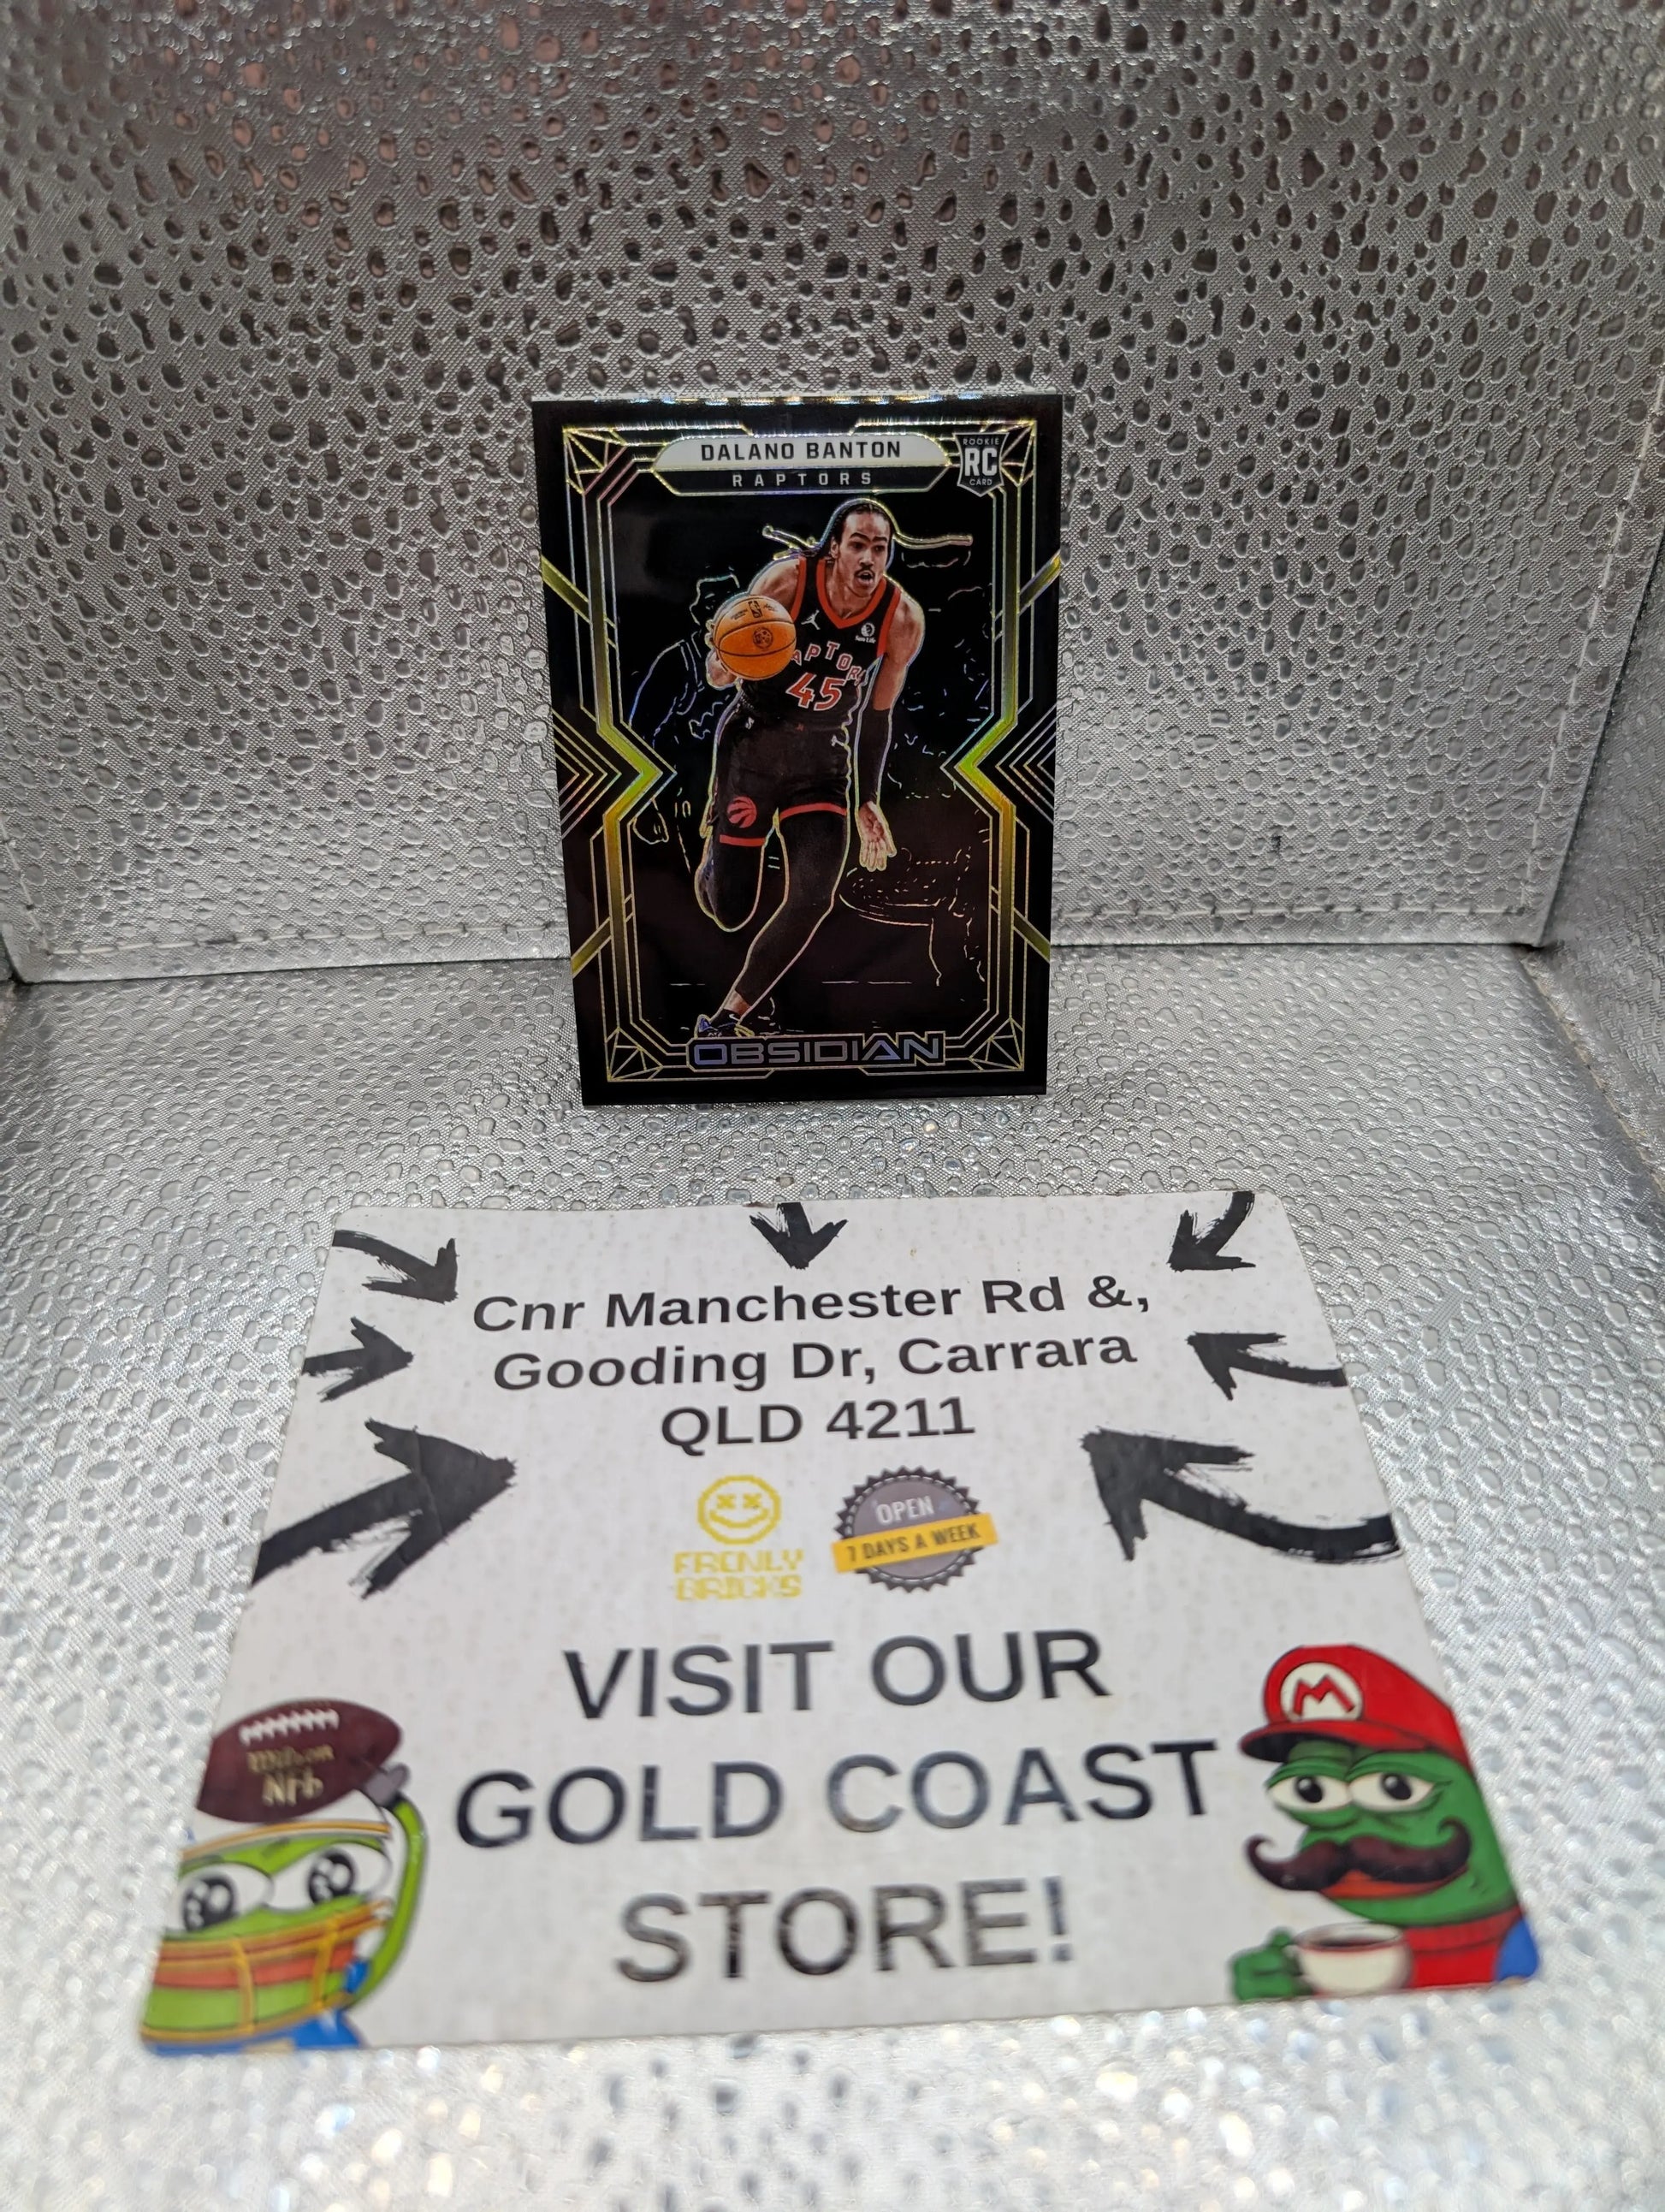 DALANO BANTON
RAPTORS
ROOKIE
RC
CARD
APTOR
45
OBSIDIAN
Cnr Manchester Rd &,
Gooding Dr, Carrara
QLD 4211
FRENLY
BRICKS
OPEN
7 DAYS A WEEK
VISIT OUR
GOLD COAST
STORE!
M